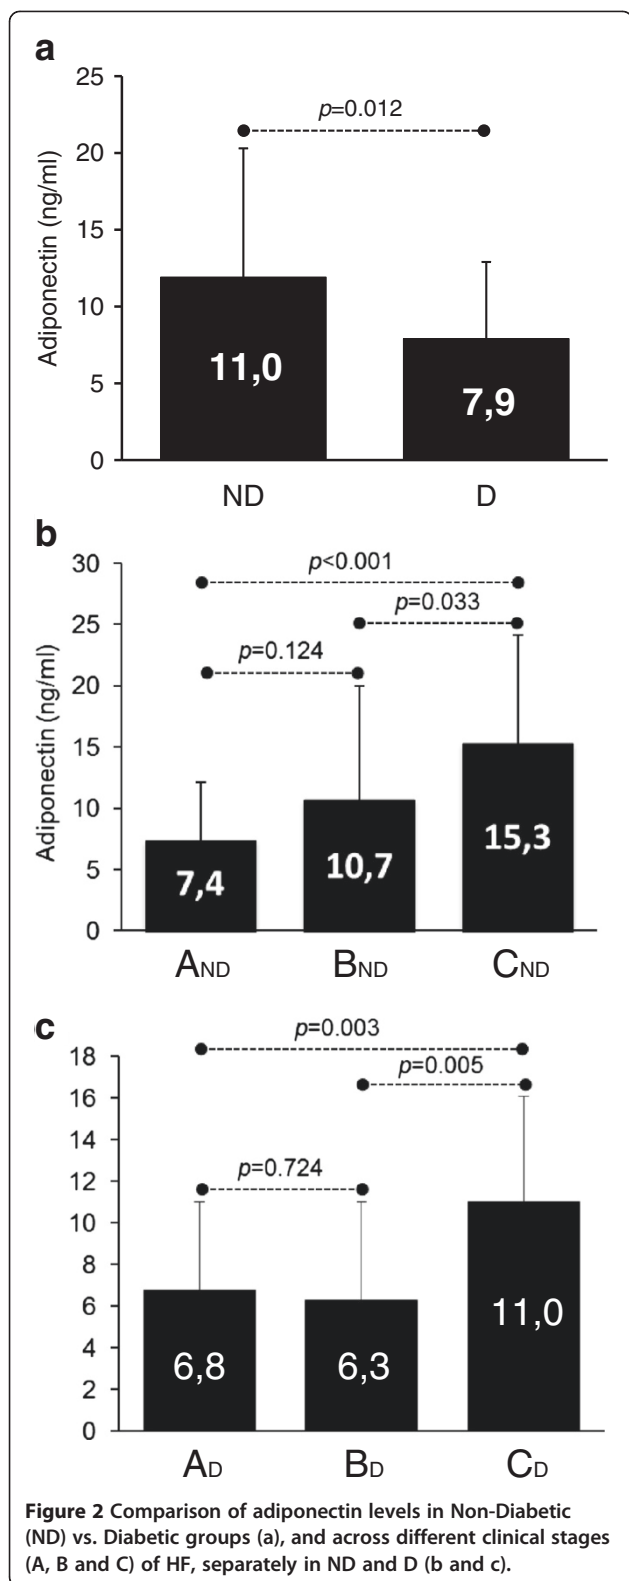 a
25
p=0.012
20
15
10
5
0
Adiponectin (ng/ml)
11,0
7,9
ND
D
b
30
p<0.001
p=0.033
25
p=0.124
20
15
10
5
0
Adiponectin (ng/ml)
7,4
10,7
15,3
AND
BND
CND
c
p=0.003
18
p=0.005
16
14
12
p=0.724
10
8
6
4
2
0
6,8
6,3
11,0
AD
BD
CD
Figure 2 Comparison of adiponectin levels in Non-Diabetic
(ND) vs. Diabetic groups (a), and across different clinical stages
(A, B and C) of HF, separately in ND and D (b and c).